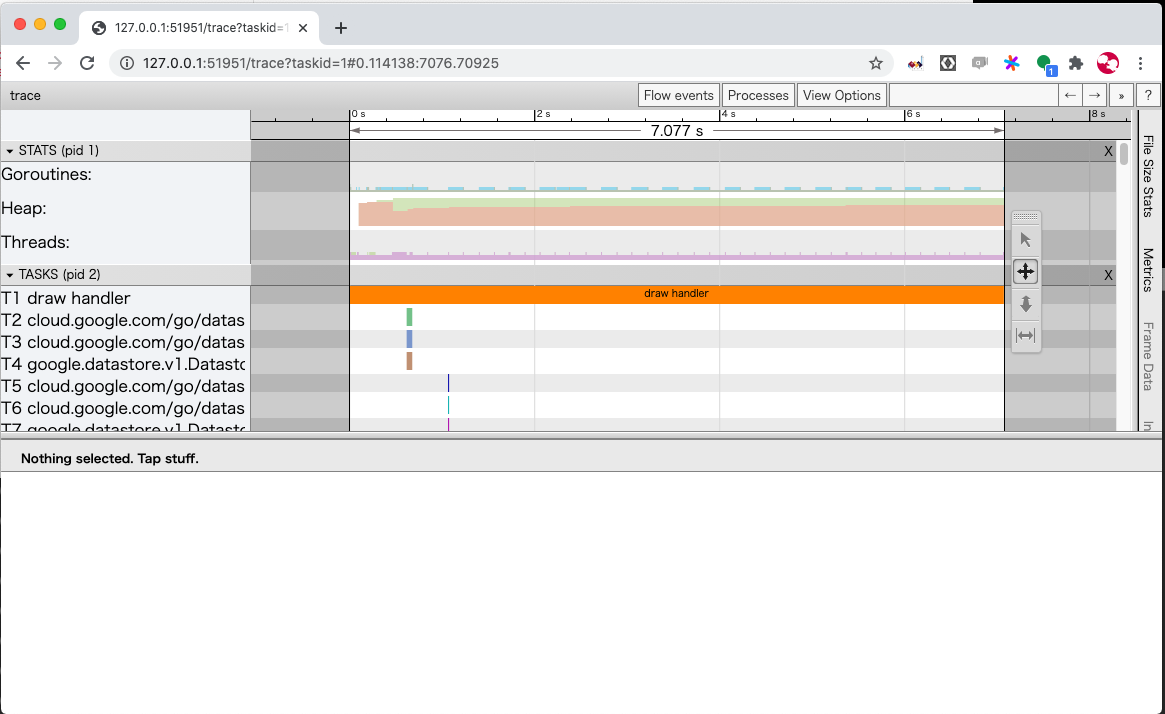 127.0.0.1:51951/trace?taskid=1
127.0.0.1:51951/trace?taskid=1#0.114138:7076.70925
1
trace
Flow events
Processes
View Options
←
→
»
?
0 s
2 s
4 s
6 s
8 s
7.077 s
STATS (pid 1)
X
Goroutines:
Heap:
Threads:
TASKS (pid 2)
X
T1 draw handler
draw handler
T2 cloud.google.com/go/datas
T3 cloud.google.com/go/datas
T4 google.datastore.v1.Datastc
T5 cloud.google.com/go/datas
T6 cloud.google.com/go/datas
T7 google.datastore.v1.Datastc
File Size Stats
Metrics
Frame Data
In
Nothing selected. Tap stuff.